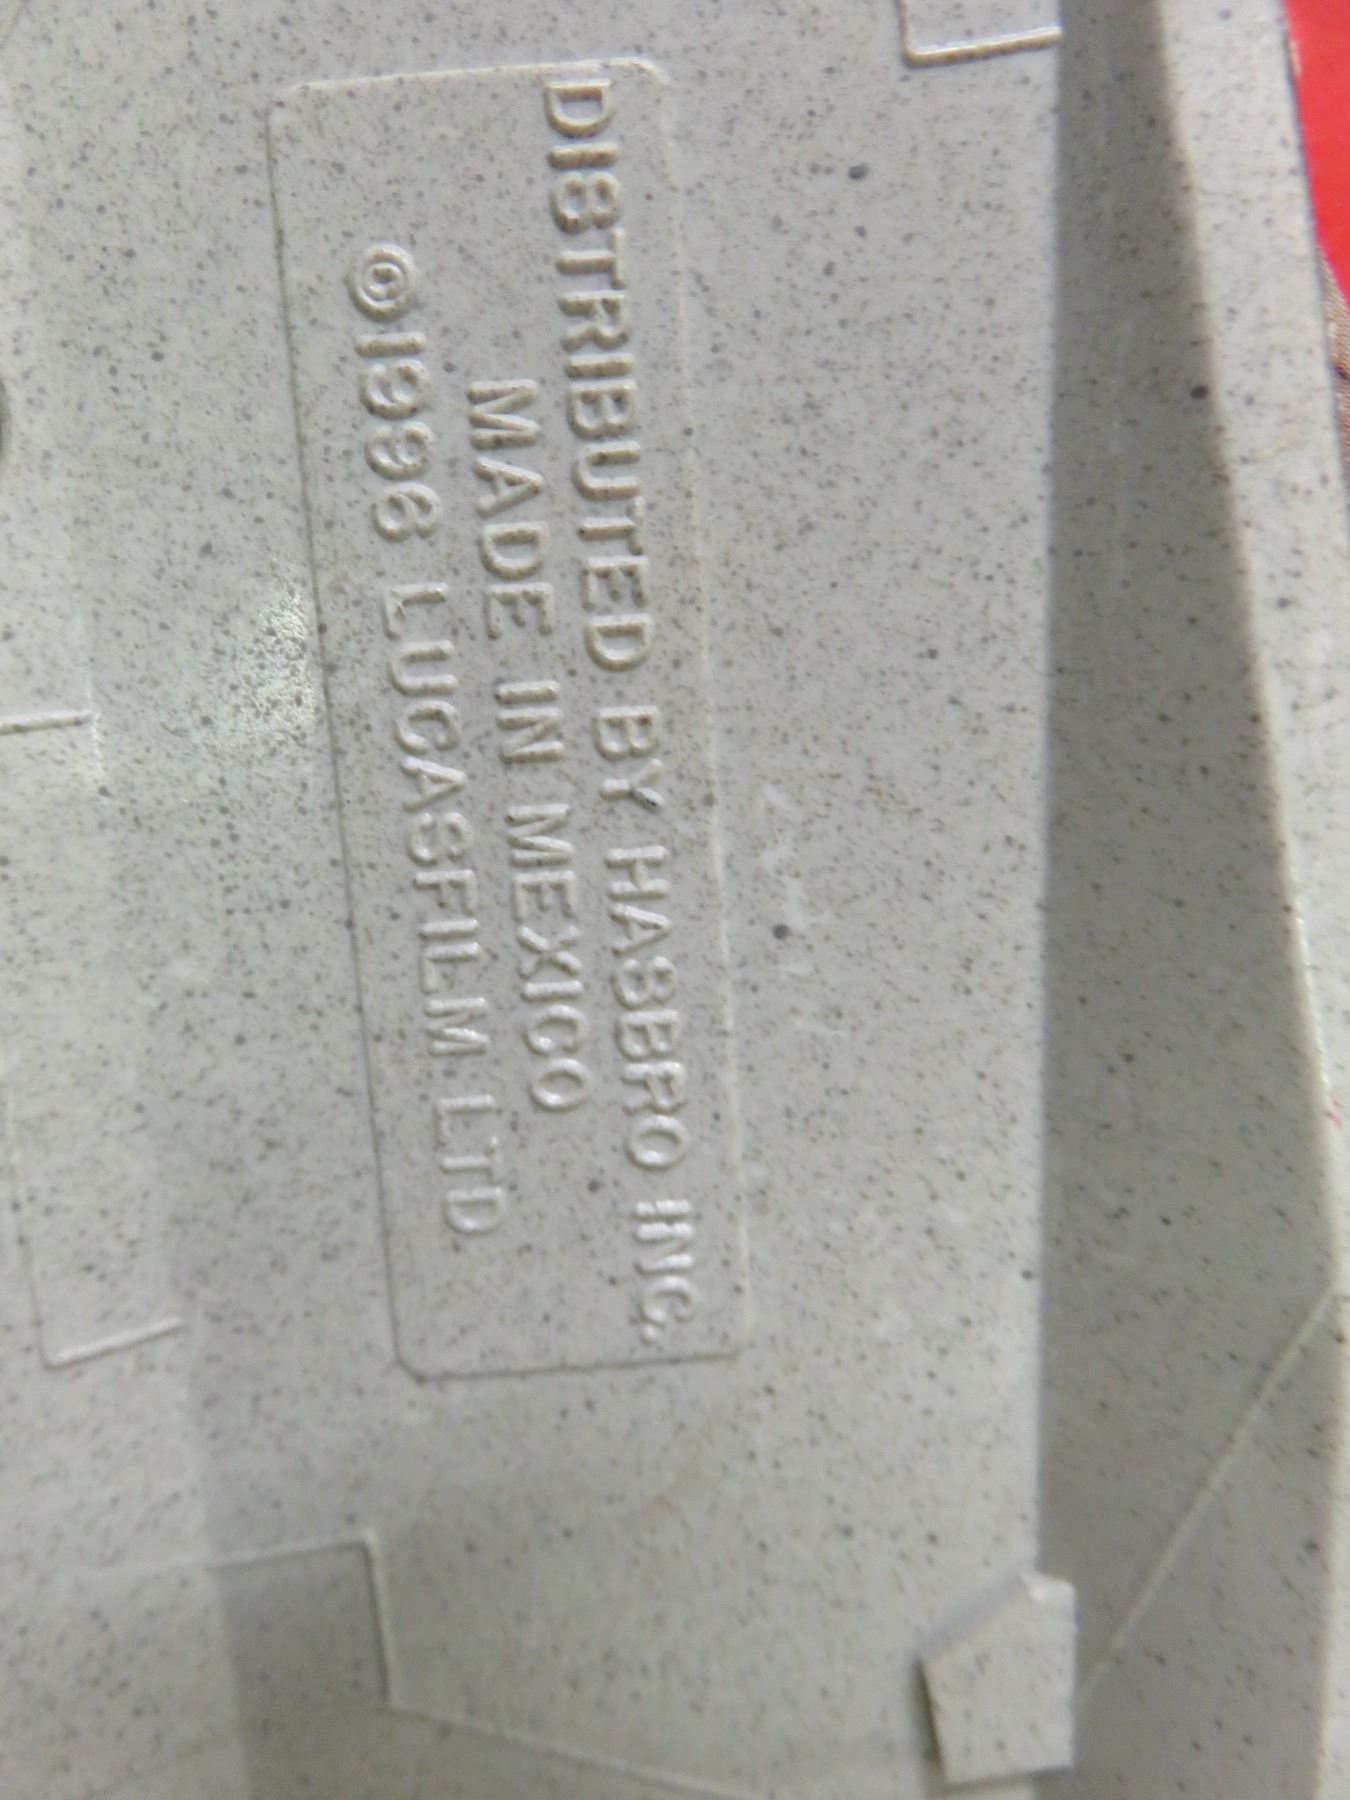 DISTRIBUTED BY HASBRO INC.
MADE IN MEXICO
©1996 LUCASFILM LTD